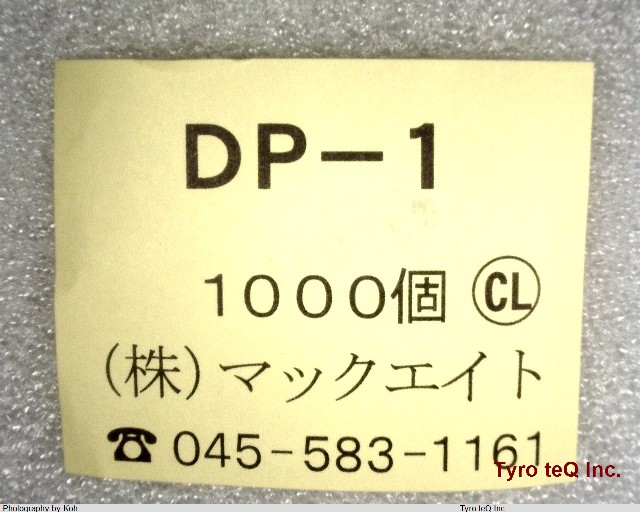 DP−1
1000個 CL
(株)マックエイト
☎ 045-583-1161
Tyro teQ Inc.
Photography by Koh
Tyro teQ Inc